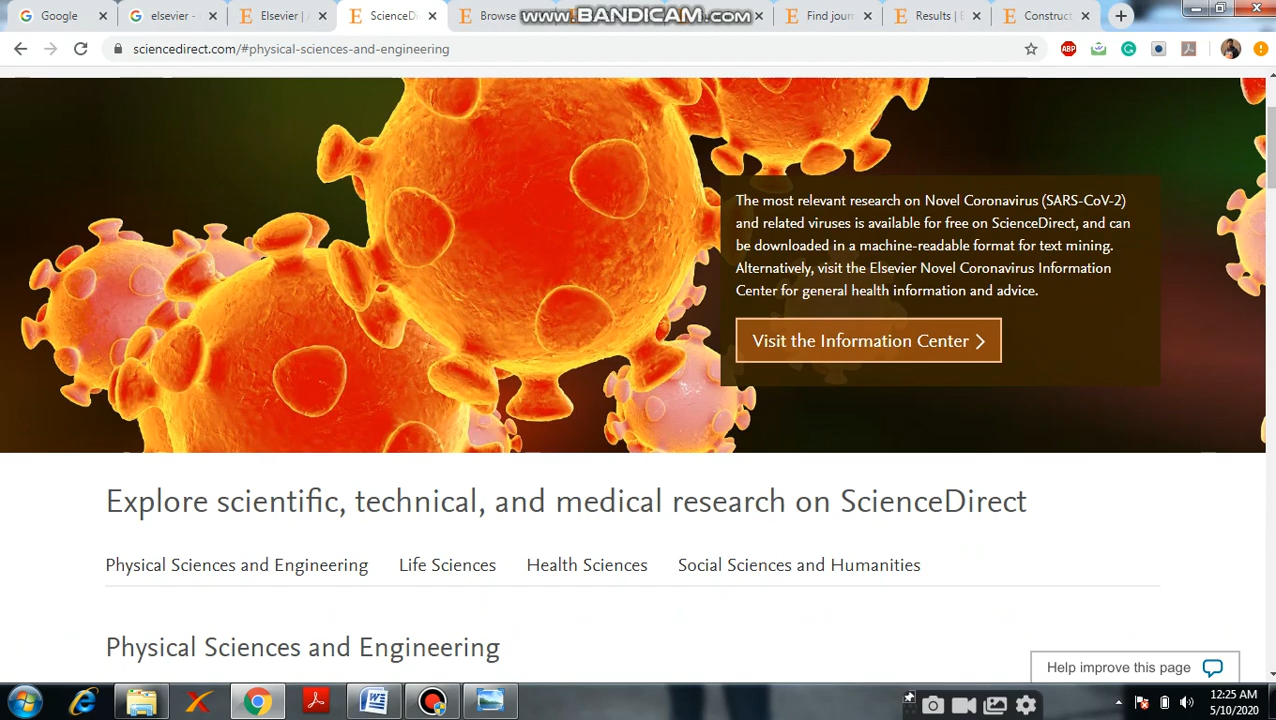 Google
elsevier -
Elsevier | A
ScienceD
Browse
www.BANDICAM.com
Find journ
Results | E
Construct
sciencedirect.com/#physical-sciences-and-engineering
ABP
The most relevant research on Novel Coronavirus (SARS-CoV-2)
and related viruses is available for free on ScienceDirect, and can
be downloaded in a machine-readable format for text mining.
Alternatively, visit the Elsevier Novel Coronavirus Information
Center for general health information and advice.
Visit the Information Center
Explore scientific, technical, and medical research on ScienceDirect
Physical Sciences and Engineering Life Sciences Health Sciences Social Sciences and Humanities
Physical Sciences and Engineering
Help improve this page
12:25 AM
5/10/2020